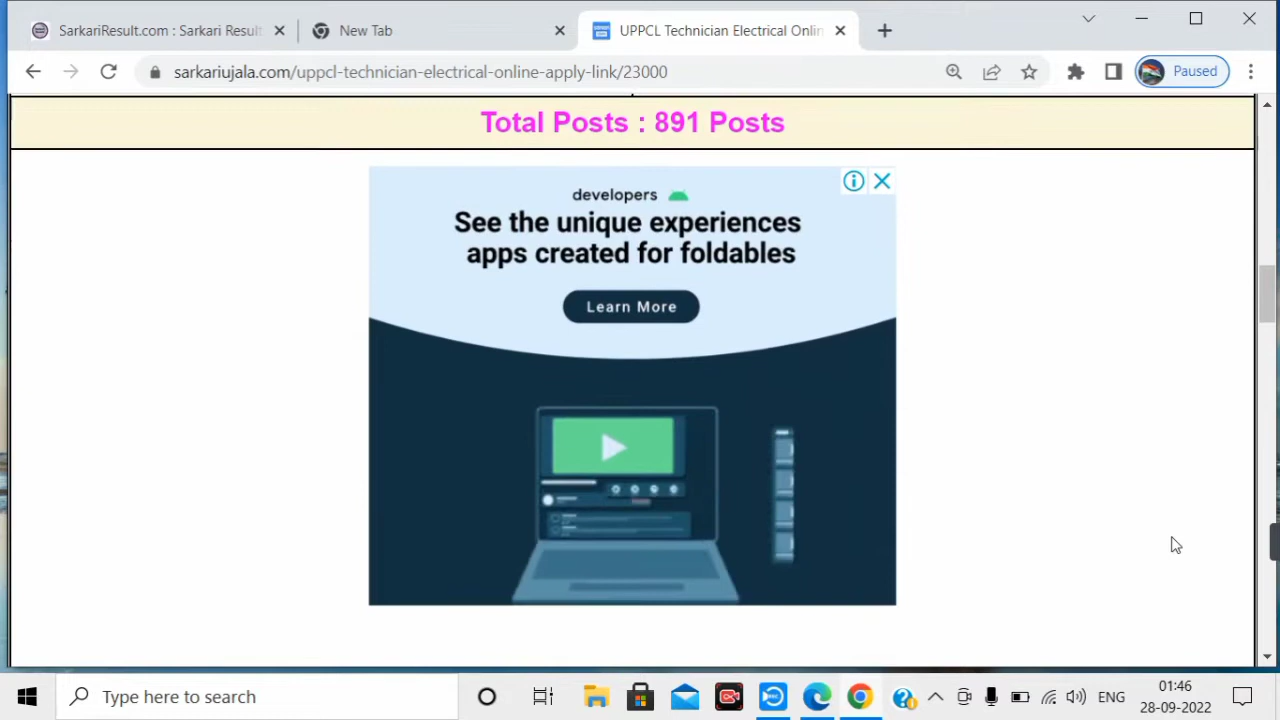 SarkariResult.com : Sarkari Result
New Tab
UPPCL Technician Electrical Onlin
sarkariujala.com/uppcl-technician-electrical-online-apply-link/23000
Paused
Total Posts : 891 Posts
developers
See the unique experiences
apps created for foldables
Learn More
Type here to search
ENG
01:46
28-09-2022